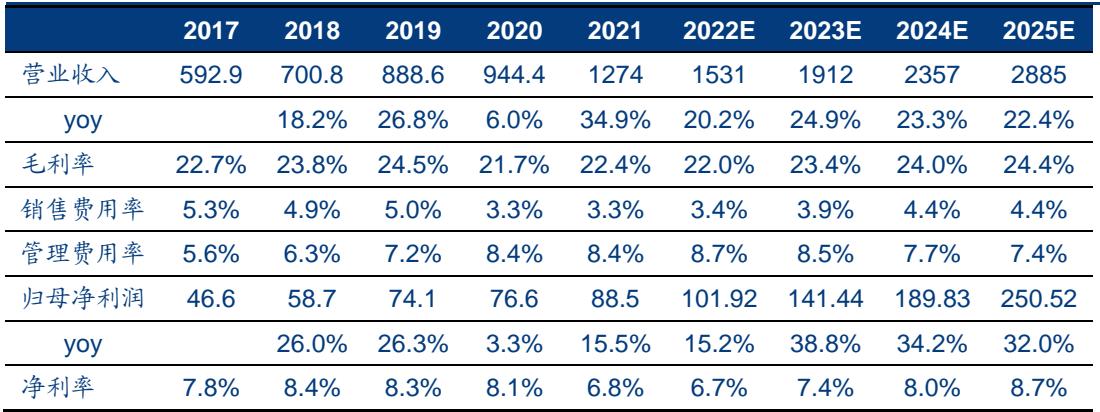 2017 2018 2019 2020 2021 2022E 2023E 2024E 2025E
营业收入 592.9 700.8 888.6 944.4 1274 1531 1912 2357 2885
yoy 18.2% 26.8% 6.0% 34.9% 20.2% 24.9% 23.3% 22.4%
毛利率 22.7% 23.8% 24.5% 21.7% 22.4% 22.0% 23.4% 24.0% 24.4%
销售费用率 5.3% 4.9% 5.0% 3.3% 3.3% 3.4% 3.9% 4.4% 4.4%
管理费用率 5.6% 6.3% 7.2% 8.4% 8.4% 8.7% 8.5% 7.7% 7.4%
归母净利润 46.6 58.7 74.1 76.6 88.5 101.92 141.44 189.83 250.52
yoy 26.0% 26.3% 3.3% 15.5% 15.2% 38.8% 34.2% 32.0%
净利率 7.8% 8.4% 8.3% 8.1% 6.8% 6.7% 7.4% 8.0% 8.7%